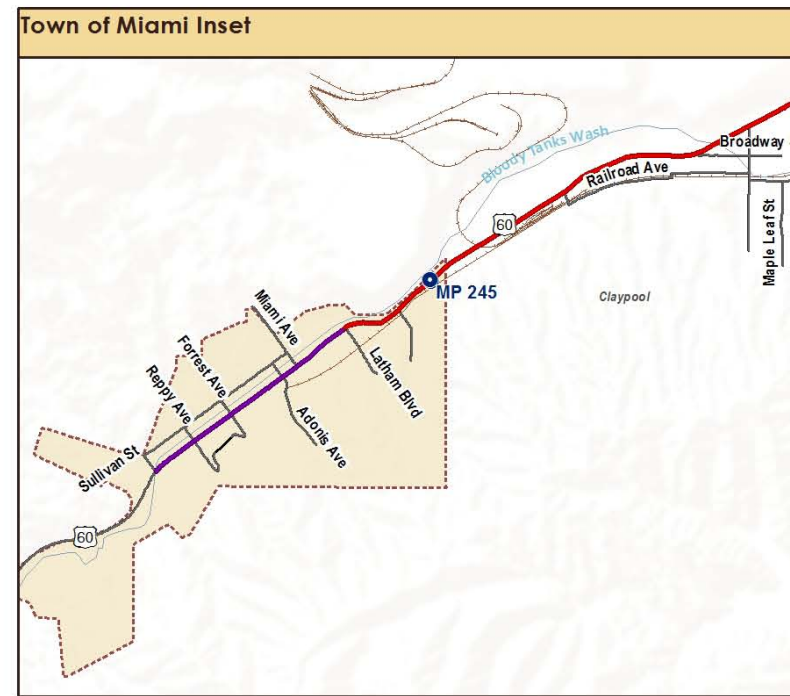 Town of Miami Inset
Bloody Tanks Wash
Broadway
Railroad Ave
60
Maple Leaf St
MP 245
Claypool
Miami Ave
Forrest Ave
Reppy Ave
Latham Blvd
Adonis Ave
Sullivan St
60